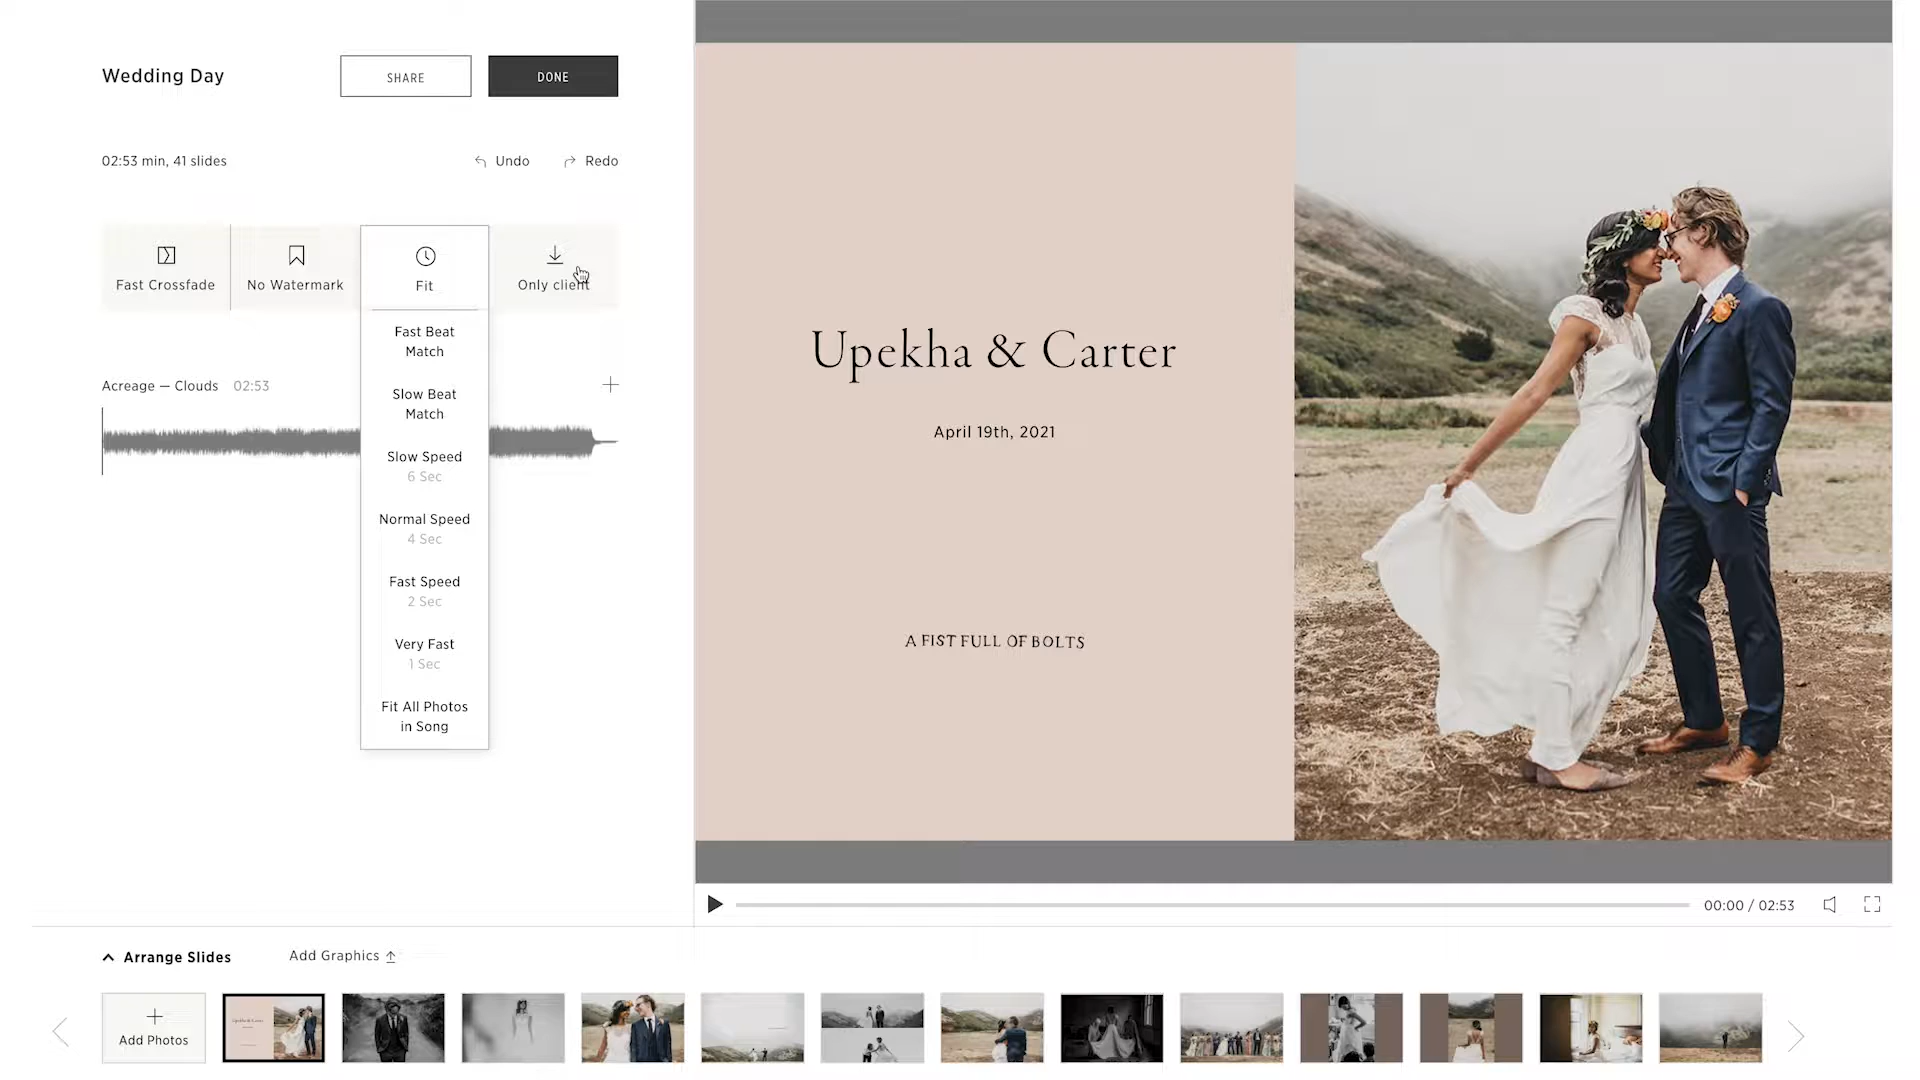 Wedding Day
SHARE
DONE
02:53 min, 41 slides
Undo
Redo
Fast Crossfade
No Watermark
Fit
Only client
Fast Beat
Match
Slow Beat
Match
Slow Speed
6 Sec
Normal Speed
4 Sec
Fast Speed
2 Sec
Very Fast
1 Sec
Fit All Photos
in Song
Acreage — Clouds 02:53
Upekha & Carter
April 19th, 2021
A FIST FULL OF BOLTS
00:00 / 02:53
Arrange Slides
Add Graphics
Add Photos
Upekha & Carter